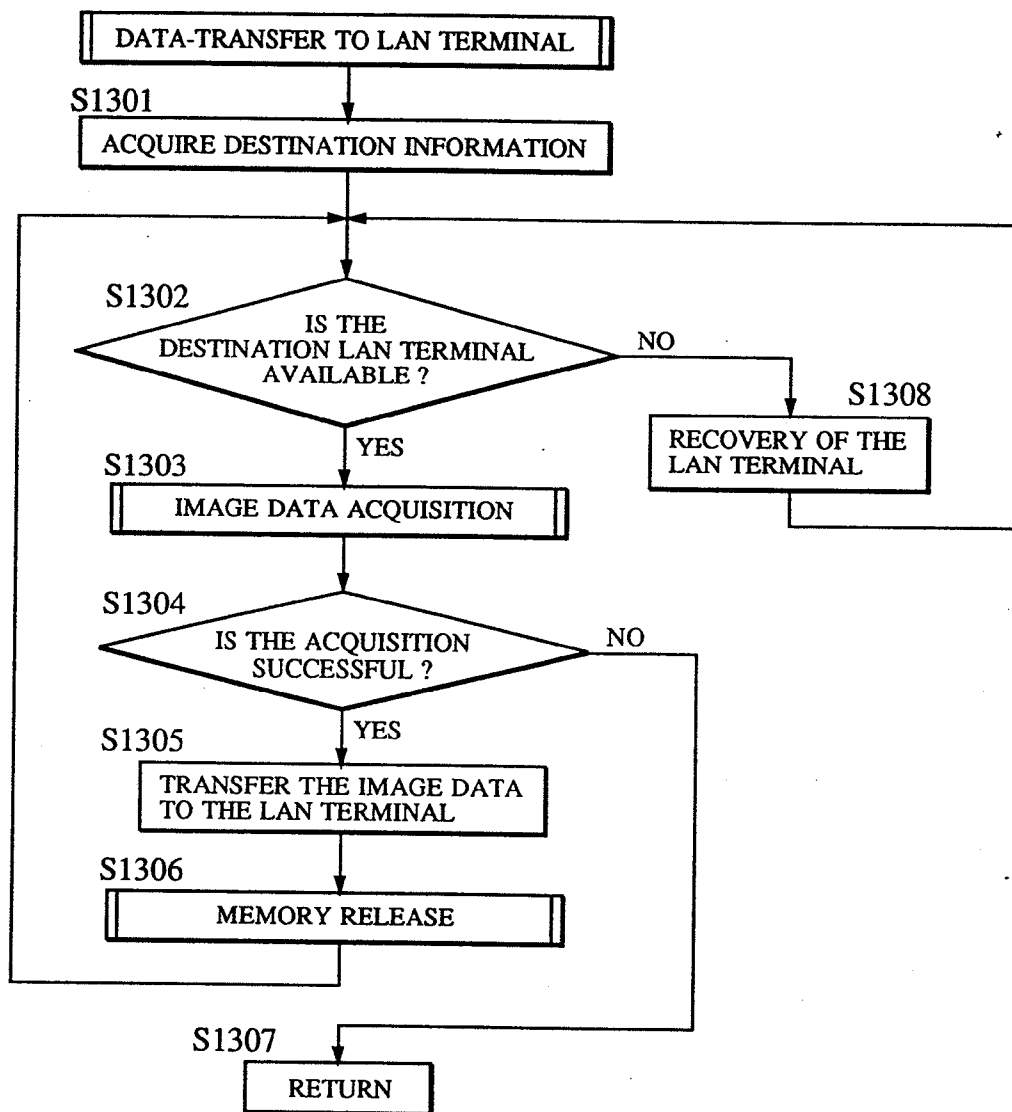 DATA-TRANSFER TO LAN TERMINAL
S1301
ACQUIRE DESTINATION INFORMATION
S1302
IS THE
DESTINATION LAN TERMINAL
AVAILABLE ?
NO
YES
S1308
RECOVERY OF THE
LAN TERMINAL
S1303
IMAGE DATA ACQUISITION
S1304
IS THE ACQUISITION
SUCCESSFUL ?
NO
YES
S1305
TRANSFER THE IMAGE DATA
TO THE LAN TERMINAL
S1306
MEMORY RELEASE
S1307
RETURN